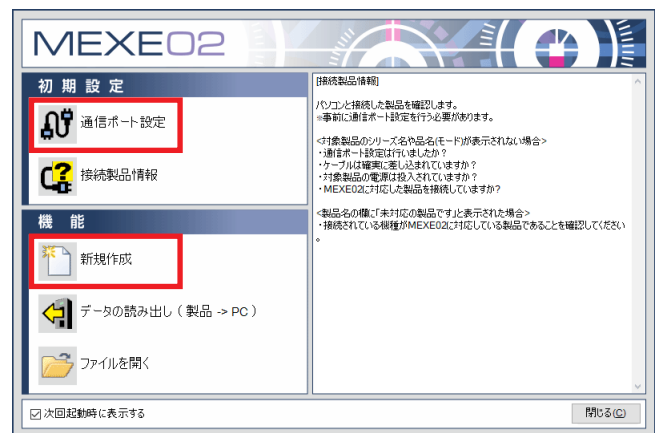 MEXE02
初期設定
通信ポート設定
接続製品情報
機能
新規作成
データの読み出し ( 製品 -> PC )
ファイルを開く
[接続製品情報]
パソコンと接続した製品を確認します。
※事前に通信ポート設定を行う必要があります。
<対象製品のシリーズ名や品名(モード)が表示されない場合>
・通信ポート設定は行いましたか?
・ケーブルは確実に差し込まれていますか?
・対象製品の電源は投入されていますか?
・MEXE02に対応した製品を接続していますか?
<製品名の欄に「未対応の製品です」と表示された場合>
・接続されている機種がMEXE02に対応している製品であることを確認してください
。
次回起動時に表示する
閉じる(C)